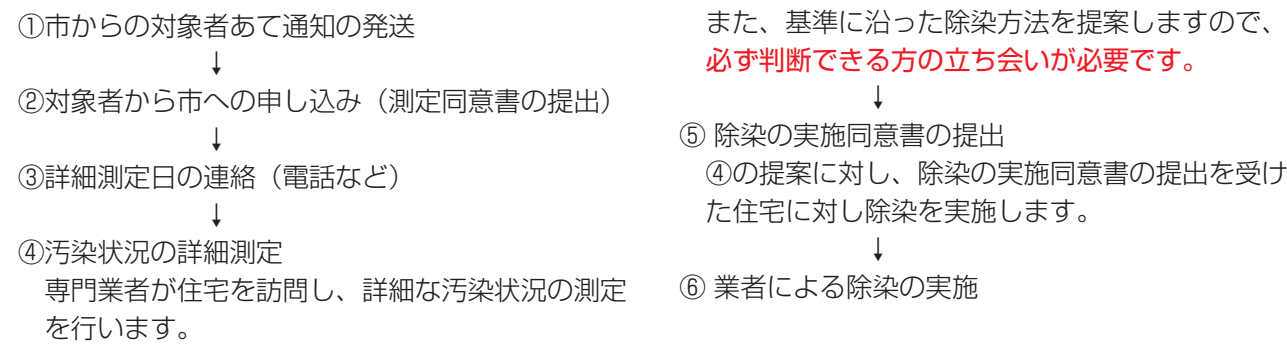 ①市からの対象者あて通知の発送
↓
②対象者から市への申し込み（測定同意書の提出）
↓
③詳細測定日の連絡（電話など）
↓
④汚染状況の詳細測定
専門業者が住宅を訪問し、詳細な汚染状況の測定
を行います。
また、基準に沿った除染方法を提案しますので、
必ず判断できる方の立ち会いが必要です。
↓
⑤ 除染の実施同意書の提出
④の提案に対し、除染の実施同意書の提出を受け
た住宅に対し除染を実施します。
↓
⑥ 業者による除染の実施